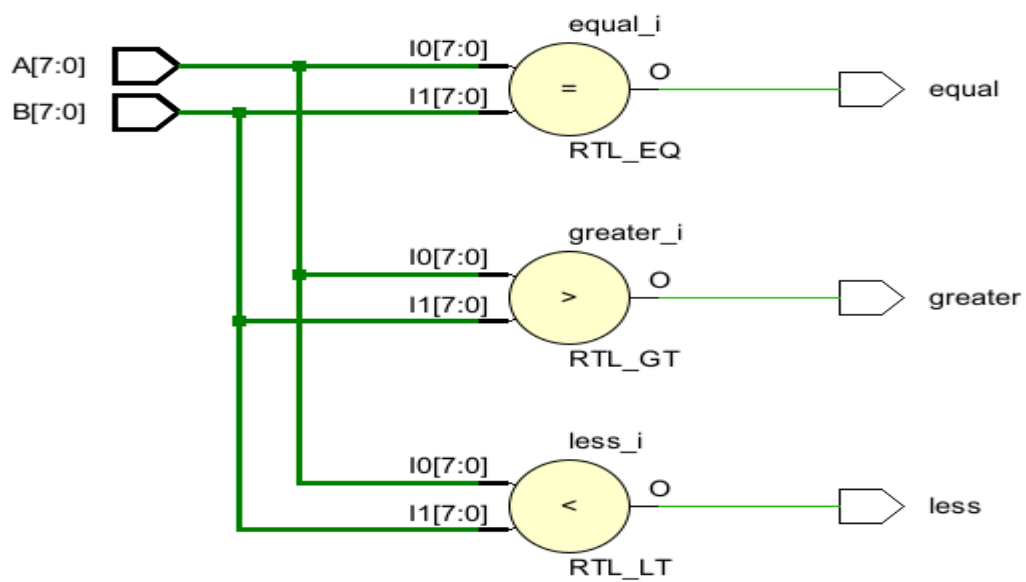 equal_i
A[7:0]
I0[7:0]
=
O
equal
B[7:0]
I1[7:0]
RTL_EQ
greater_i
I0[7:0]
>
O
greater
I1[7:0]
RTL_GT
less_i
I0[7:0]
<
O
less
I1[7:0]
RTL_LT